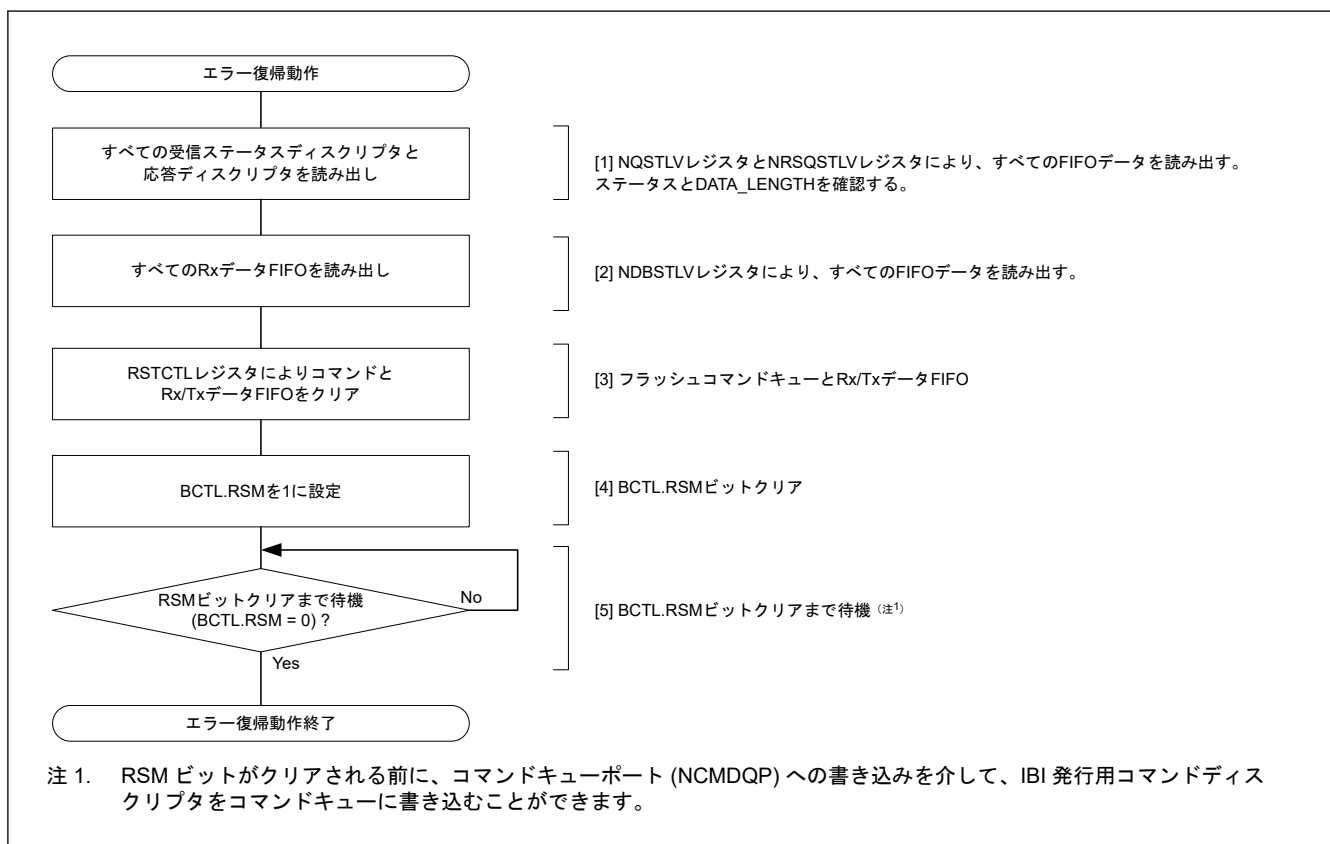 エラー復帰動作
すべての受信ステータスディスクリプタと
応答ディスクリプタを読み出し
[1] NQSTLVレジスタとNRSQSTLVレジスタにより、すべてのFIFOデータを読み出す。
ステータスとDATA_LENGTHを確認する。
すべてのRxデータFIFOを読み出し
[2] NDBSTLVレジスタにより、すべてのFIFOデータを読み出す。
RSTCTLレジスタによりコマンドと
Rx/TxデータFIFOをクリア
[3] フラッシュコマンドキューとRx/TxデータFIFO
BCTL.RSMを1に設定
[4] BCTL.RSMビットクリア
RSMビットクリアまで待機
(BCTL.RSM = 0) ?
No
[5] BCTL.RSMビットクリアまで待機（注1）
Yes
エラー復帰動作終了
注 1. RSM ビットがクリアされる前に、コマンドキューポート (NCMDQP) への書き込みを介して、IBI 発行用コマンドディス
クリプタをコマンドキューに書き込むことができます。